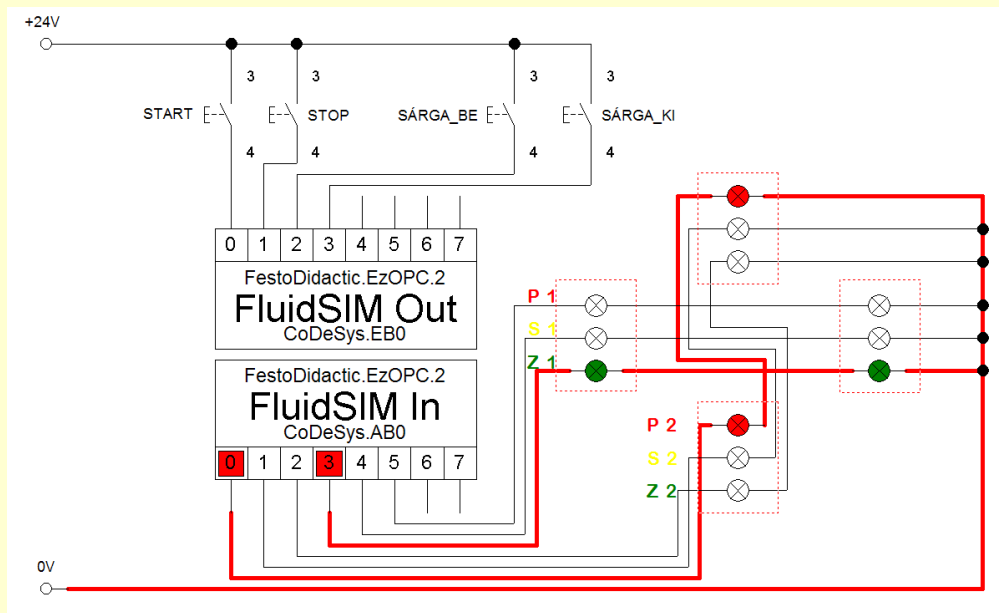 +24V
3 3 3 3
START STOP SÁRGA_BE SÁRGA_KI
4 4 4 4
0 1 2 3 4 5 6 7
FestoDidactic.EzOPC.2
FluidSIM Out
CoDeSys.EB0
P 1
S 1
Z 1
FestoDidactic.EzOPC.2
FluidSIM In
CoDeSys.AB0
0 1 2 3 4 5 6 7
P 2
S 2
Z 2
0V